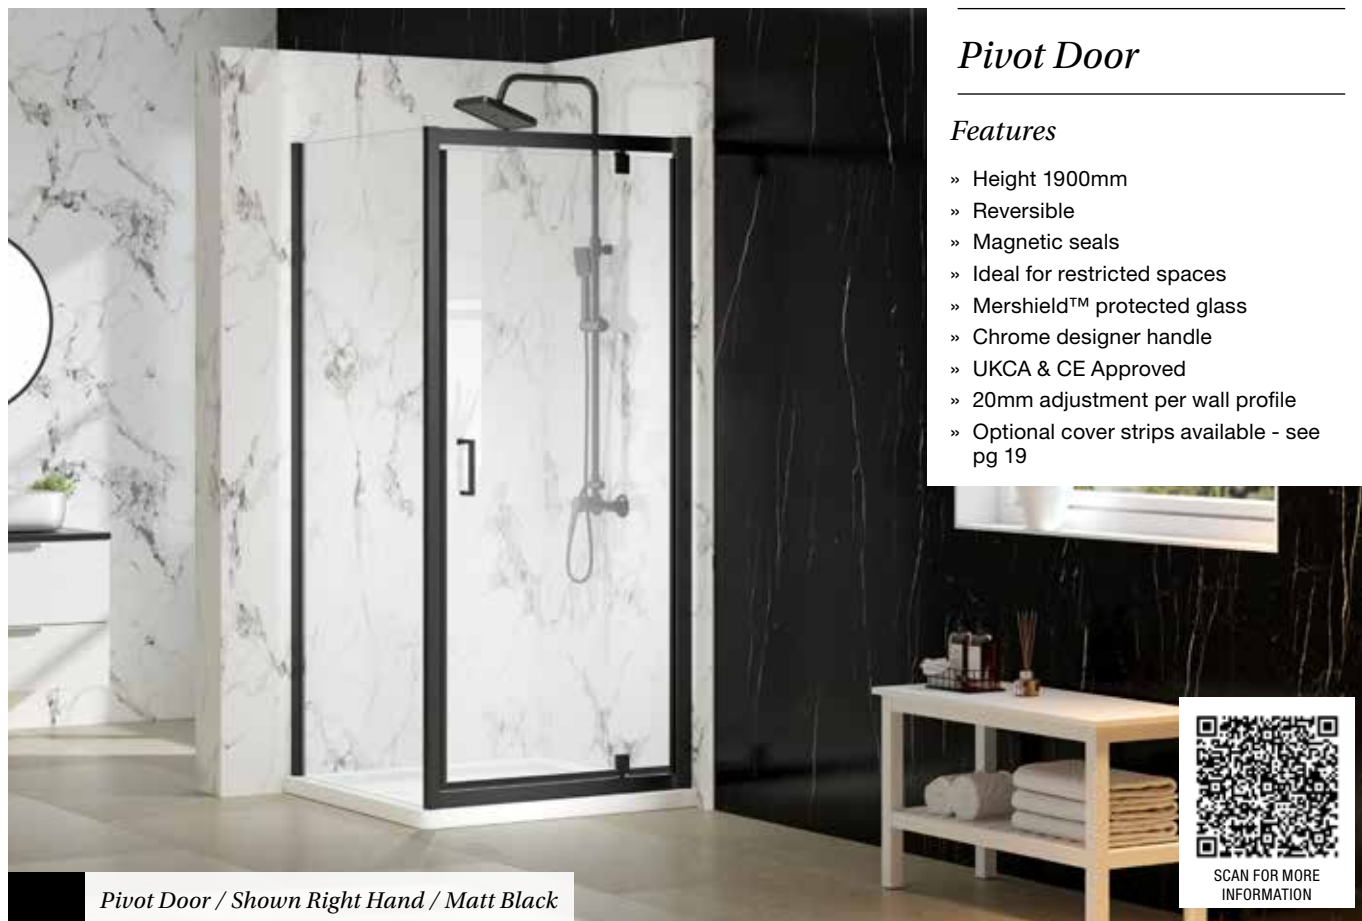 Pivot Door
Features
» Height 1900mm
» Reversible
» Magnetic seals
» Ideal for restricted spaces
» Mershield™ protected glass
» Chrome designer handle
» UKCA & CE Approved
» 20mm adjustment per wall profile
» Optional cover strips available - see
pg 19
SCAN FOR MORE
INFORMATION
Pivot Door / Shown Right Hand / Matt Black